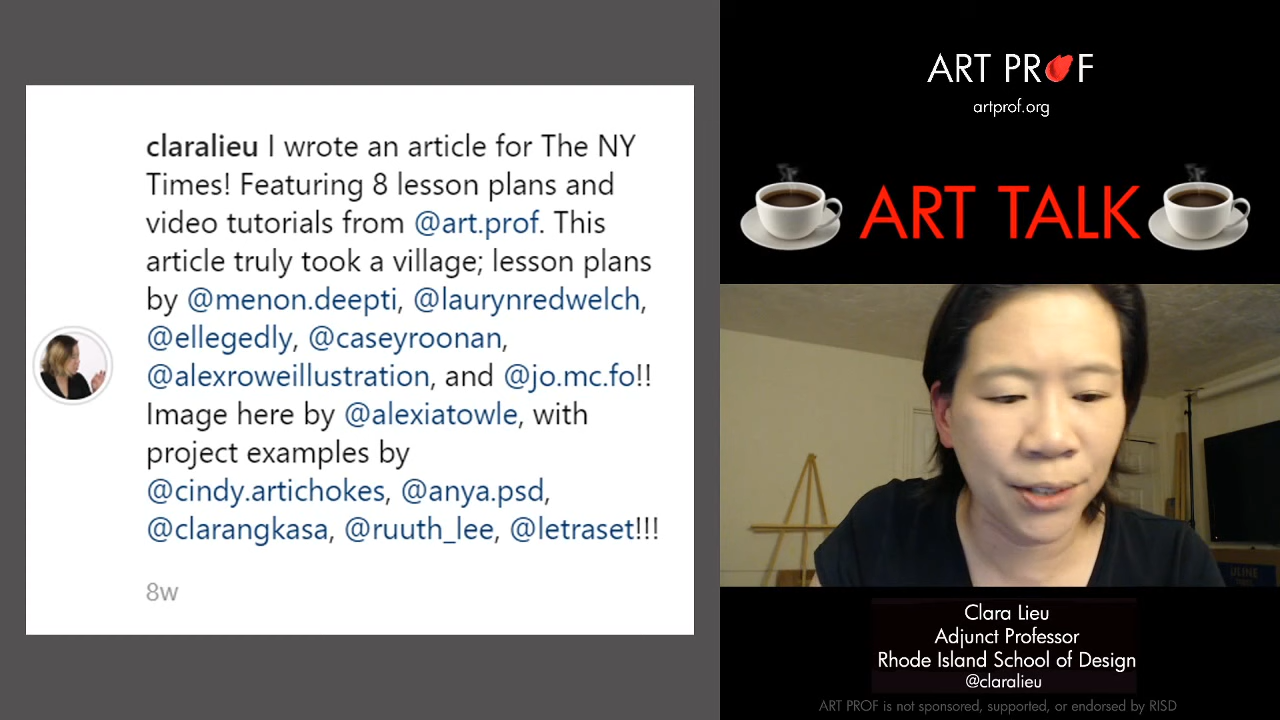 claralieu I wrote an article for The NY
Times! Featuring 8 lesson plans and
video tutorials from @art.prof. This
article truly took a village; lesson plans
by @menon.deepti, @laurynredwelch,
@ellegedly, @caseyroonan,
@alexroweillustration, and @jo.mc.fo!!
Image here by @alexiatowle, with
project examples by
@cindy.artichokes, @anya.psd,
@clarangkasa, @ruuth_lee, @letraset!!!
8w
ART PROF
artprof.org
ART TALK
Clara Lieu
Adjunct Professor
Rhode Island School of Design
@claralieu
ART PROF is not sponsored, supported, or endorsed by RISD